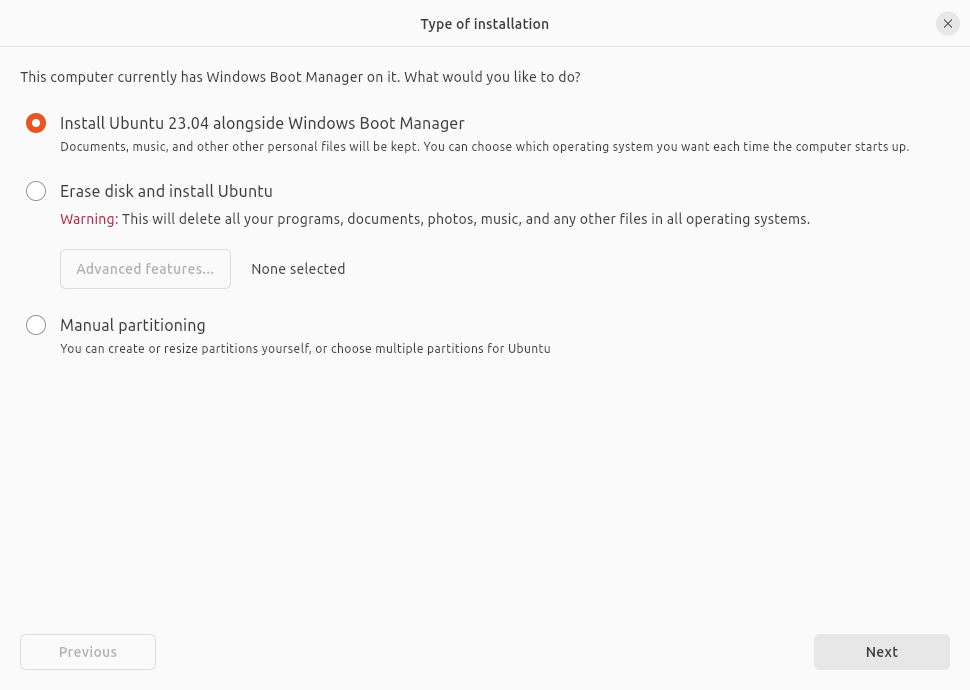 Type of installation
This computer currently has Windows Boot Manager on it. What would you like to do?
Install Ubuntu 23.04 alongside Windows Boot Manager
Documents, music, and other other personal files will be kept. You can choose which operating system you want each time the computer starts up.
Erase disk and install Ubuntu
Warning: This will delete all your programs, documents, photos, music, and any other files in all operating systems.
Advanced features... None selected
Manual partitioning
You can create or resize partitions yourself, or choose multiple partitions for Ubuntu
Previous Next